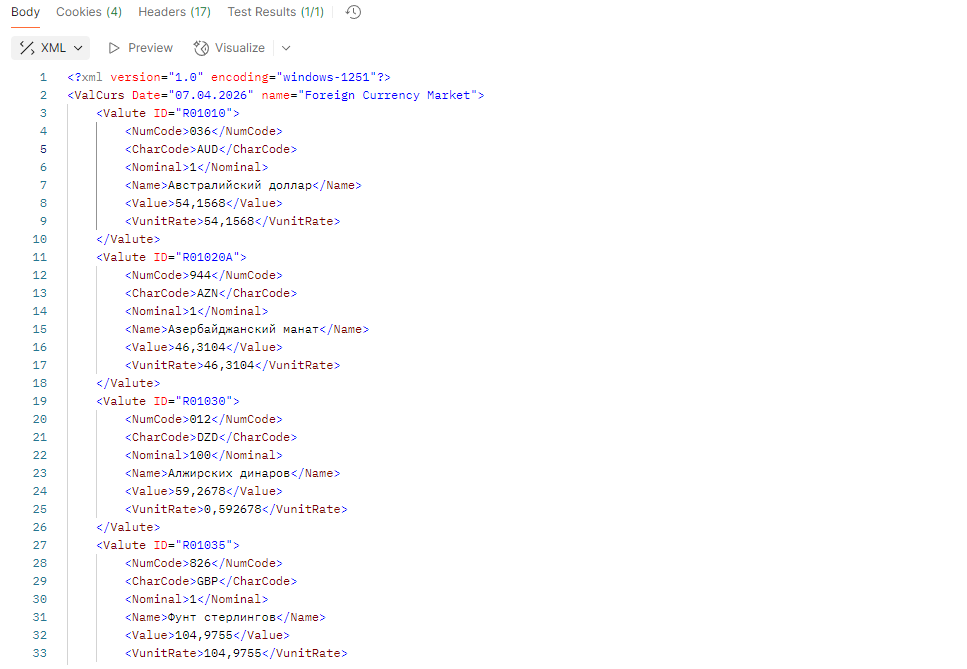 Body Cookies (4) Headers (17) Test Results (1/1)
XML Preview Visualize
1 <?xml version="1.0" encoding="windows-1251"?>
2 <ValCurs Date="07.04.2026" name="Foreign Currency Market">
3 <Valute ID="R01010">
4 <NumCode>036</NumCode>
5 <CharCode>AUD</CharCode>
6 <Nominal>1</Nominal>
7 <Name>Австралийский доллар</Name>
8 <Value>54,1568</Value>
9 <VunitRate>54,1568</VunitRate>
10 </Valute>
11 <Valute ID="R01020A">
12 <NumCode>944</NumCode>
13 <CharCode>AZN</CharCode>
14 <Nominal>1</Nominal>
15 <Name>Азербайджанский манат</Name>
16 <Value>46,3104</Value>
17 <VunitRate>46,3104</VunitRate>
18 </Valute>
19 <Valute ID="R01030">
20 <NumCode>012</NumCode>
21 <CharCode>DZD</CharCode>
22 <Nominal>100</Nominal>
23 <Name>Алжирских динаров</Name>
24 <Value>59,2678</Value>
25 <VunitRate>0,592678</VunitRate>
26 </Valute>
27 <Valute ID="R01035">
28 <NumCode>826</NumCode>
29 <CharCode>GBP</CharCode>
30 <Nominal>1</Nominal>
31 <Name>Фунт стерлингов</Name>
32 <Value>104,9755</Value>
33 <VunitRate>104,9755</VunitRate>